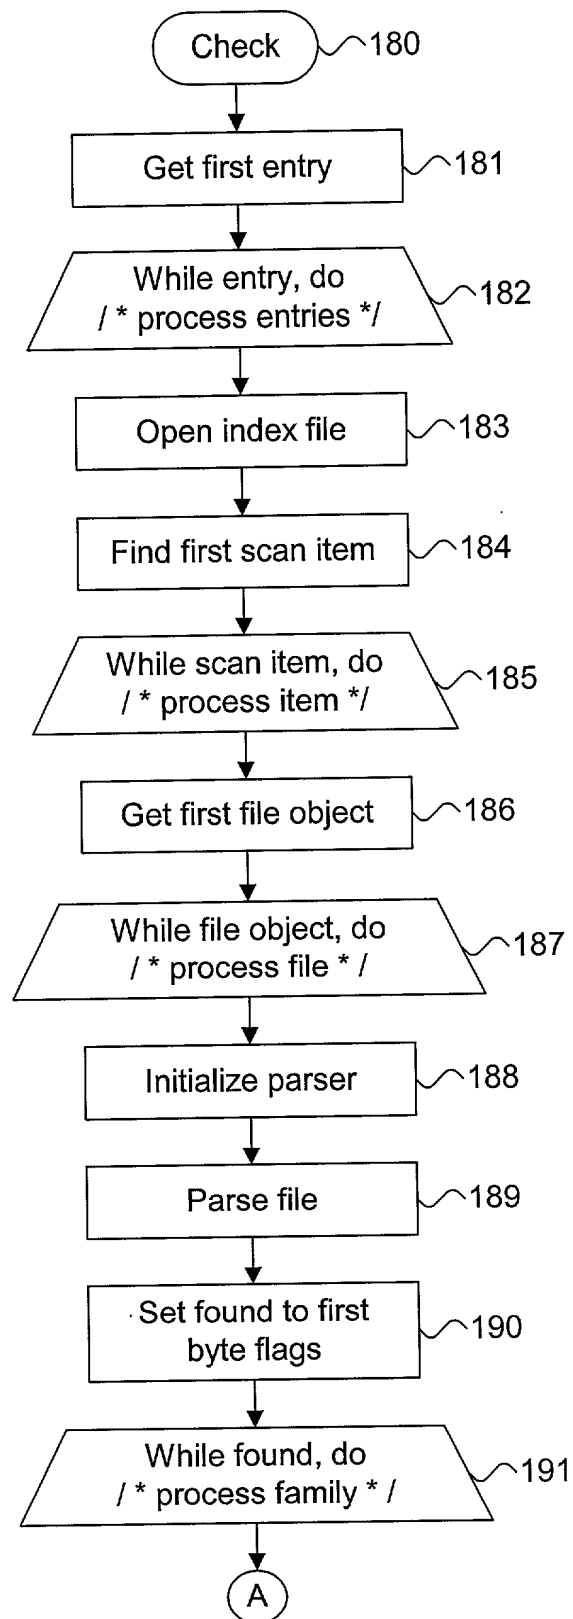 Check
180
Get first entry
181
While entry, do
/ * process entries */
182
Open index file
183
Find first scan item
184
While scan item, do
/ * process item */
185
Get first file object
186
While file object, do
/ * process file * /
187
Initialize parser
188
Parse file
189
Set found to first
byte flags
190
While found, do
/ * process family * /
191
A